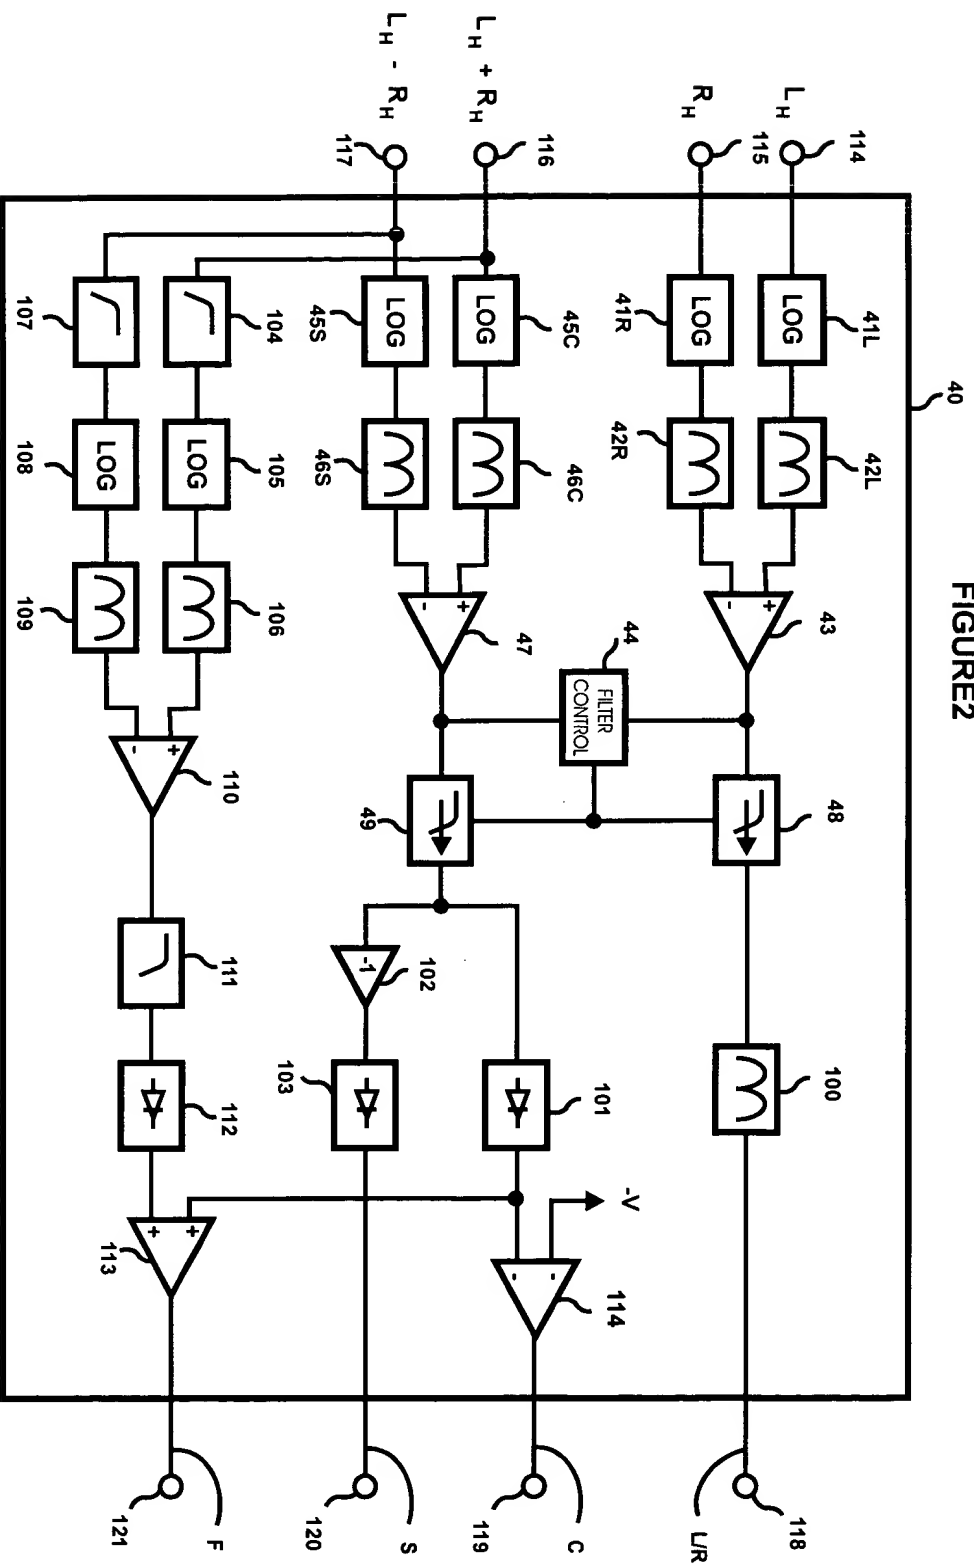 FIGURE2
40
L_H
114
R_H
115
L_H + R_H
116
L_H - R_H
117
41L
LOG
42L
41R
LOG
42R
+
-
43
45C
LOG
46C
45S
LOG
46S
+
-
47
44
FILTER
CONTROL
48
49
100
101
-1
102
103
104
LOG
105
106
107
LOG
108
109
+
-
110
111
112
+
+
113
-V
-
-
114
L/R
118
C
119
S
120
F
121